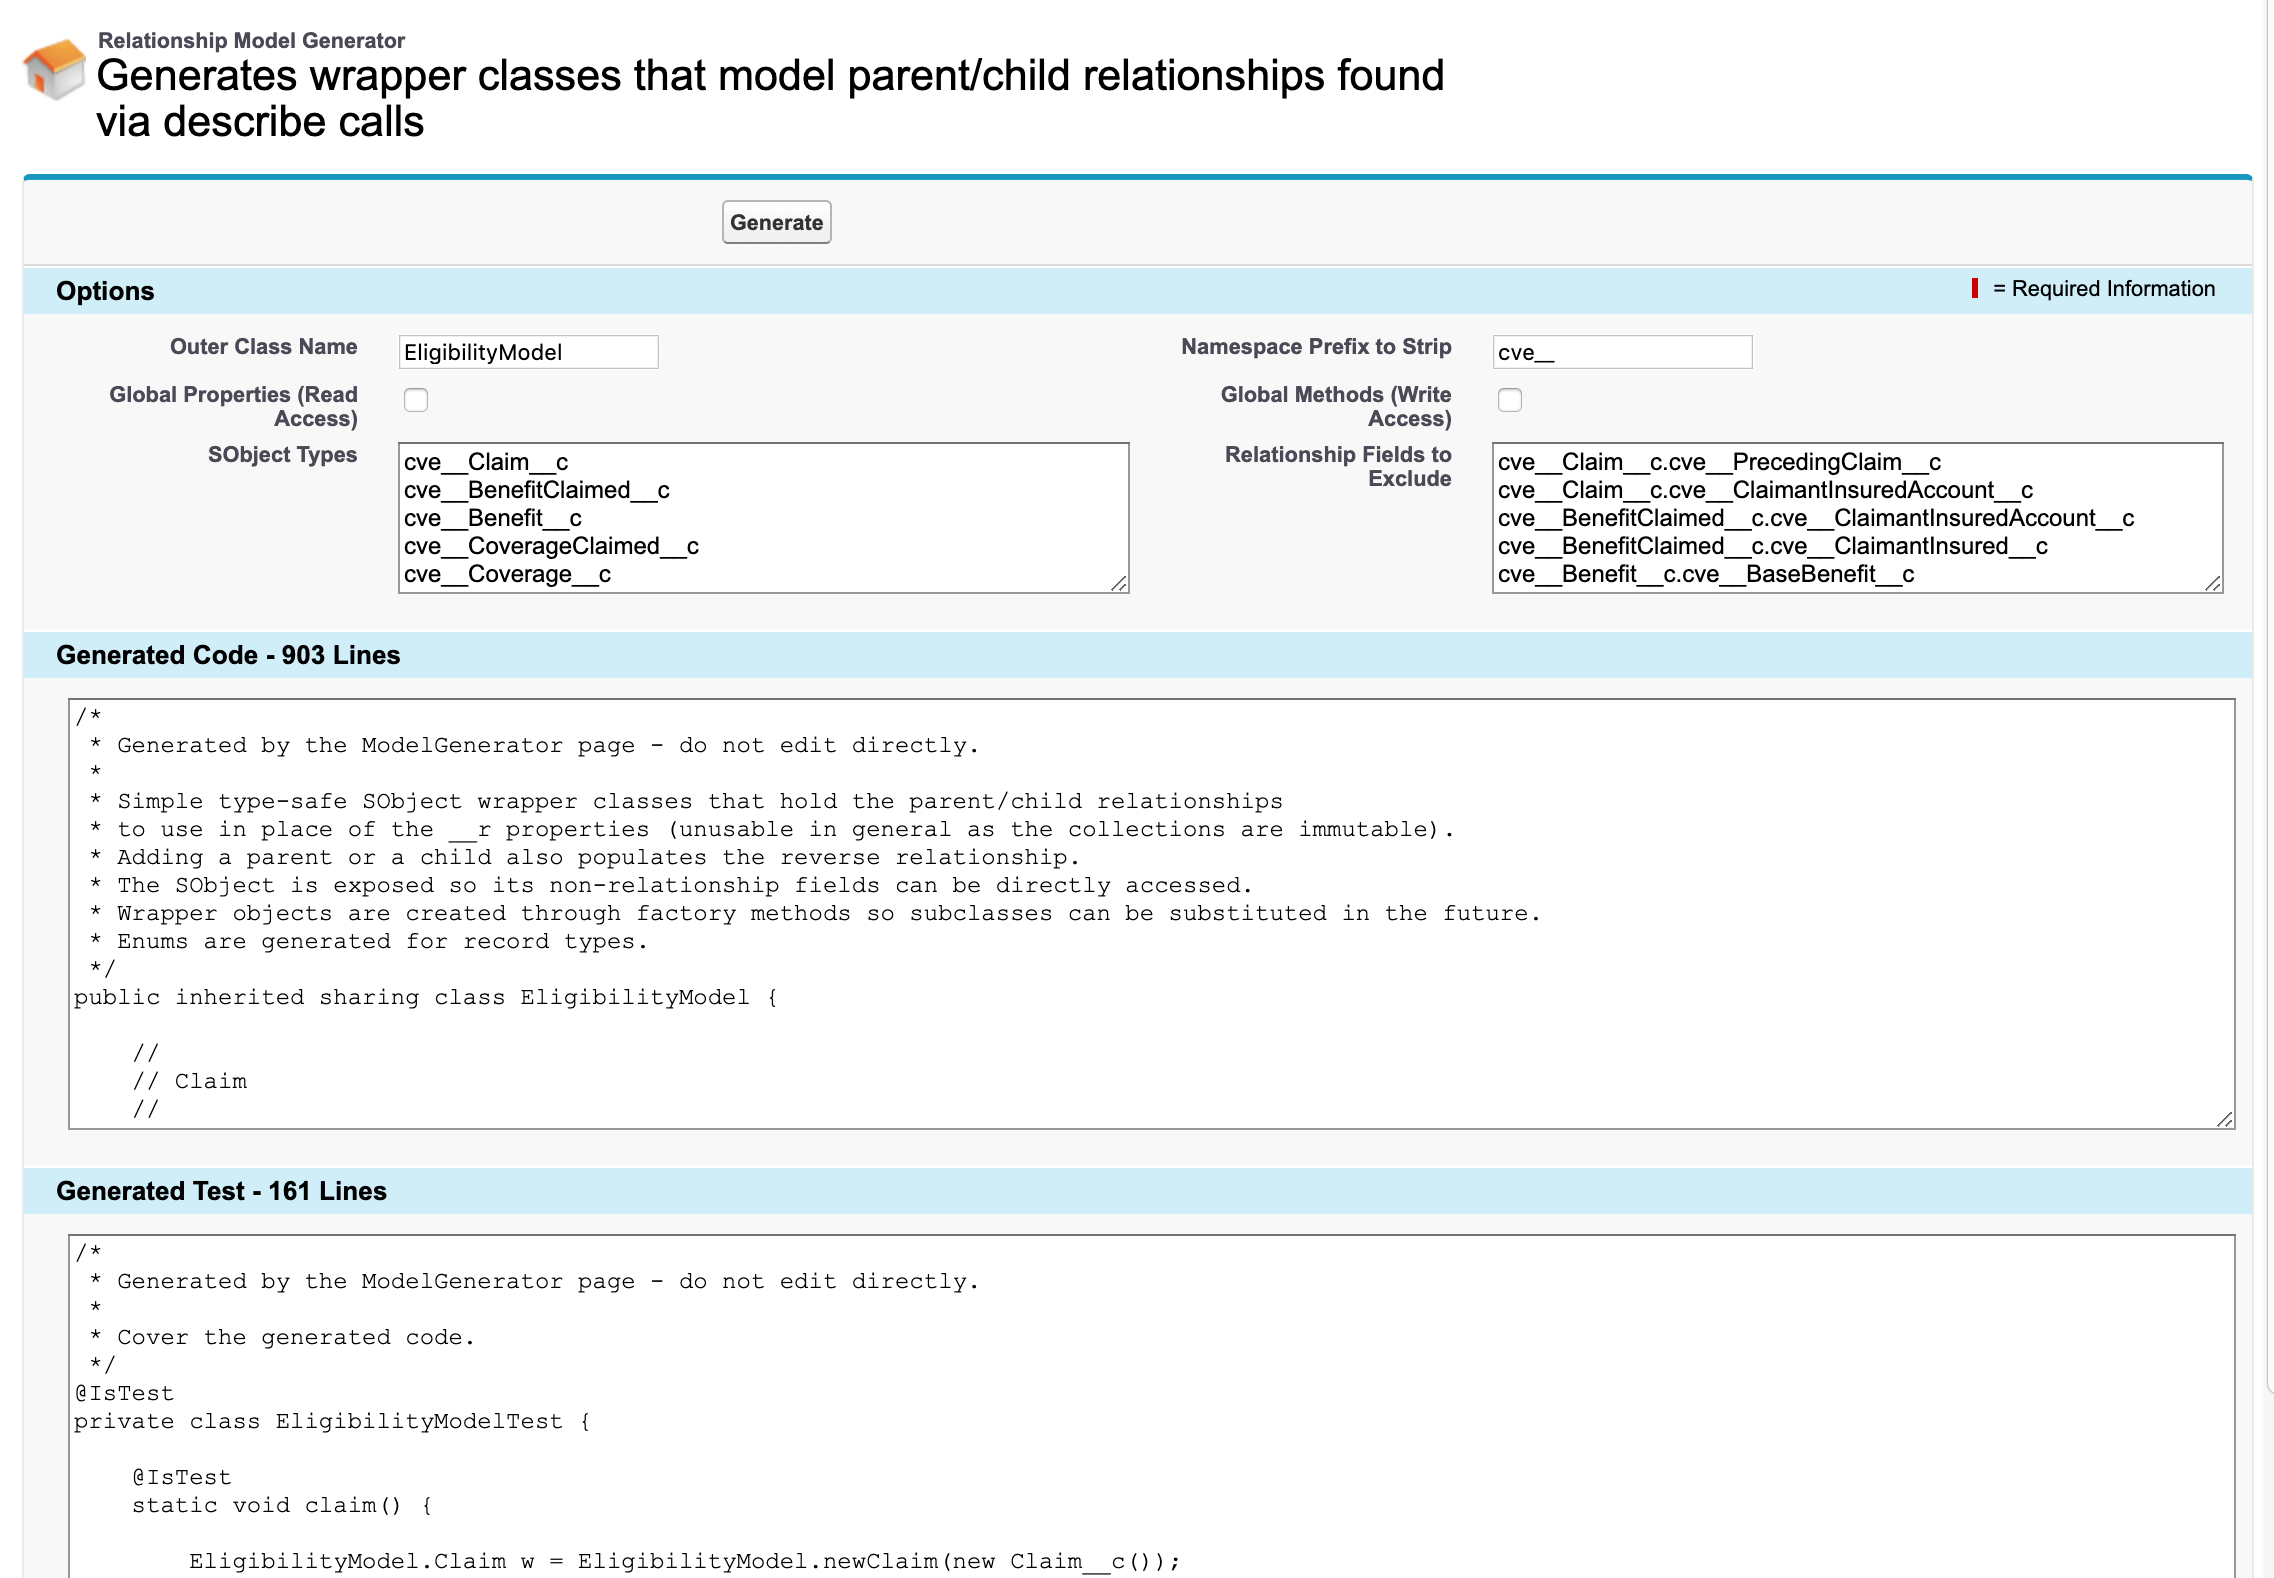 Relationship Model Generator
Generates wrapper classes that model parent/child relationships found
via describe calls
Generate
Options
= Required Information
Outer Class Name
EligibilityModel
Namespace Prefix to Strip
cve__
Global Properties (Read
Access)
Global Methods (Write
Access)
SObject Types
cve__Claim__c
cve__BenefitClaimed__c
cve__Benefit__c
cve__CoverageClaimed__c
cve__Coverage__c
Relationship Fields to
Exclude
cve__Claim__c.cve__PrecedingClaim__c
cve__Claim__c.cve__ClaimantInsuredAccount__c
cve__BenefitClaimed__c.cve__ClaimantInsuredAccount__c
cve__BenefitClaimed__c.cve__ClaimantInsured__c
cve__Benefit__c.cve__BaseBenefit__c
Generated Code - 903 Lines
/*
 * Generated by the ModelGenerator page - do not edit directly.
 *
 * Simple type-safe SObject wrapper classes that hold the parent/child relationships
 * to use in place of the __r properties (unusable in general as the collections are immutable).
 * Adding a parent or a child also populates the reverse relationship.
 * The SObject is exposed so its non-relationship fields can be directly accessed.
 * Wrapper objects are created through factory methods so subclasses can be substituted in the future.
 * Enums are generated for record types.
 */
public inherited sharing class EligibilityModel {
    //
    // Claim
    //
Generated Test - 161 Lines
/*
 * Generated by the ModelGenerator page - do not edit directly.
 *
 * Cover the generated code.
 */
@IsTest
private class EligibilityModelTest {
    @IsTest
    static void claim() {
        EligibilityModel.Claim w = EligibilityModel.newClaim(new Claim__c());